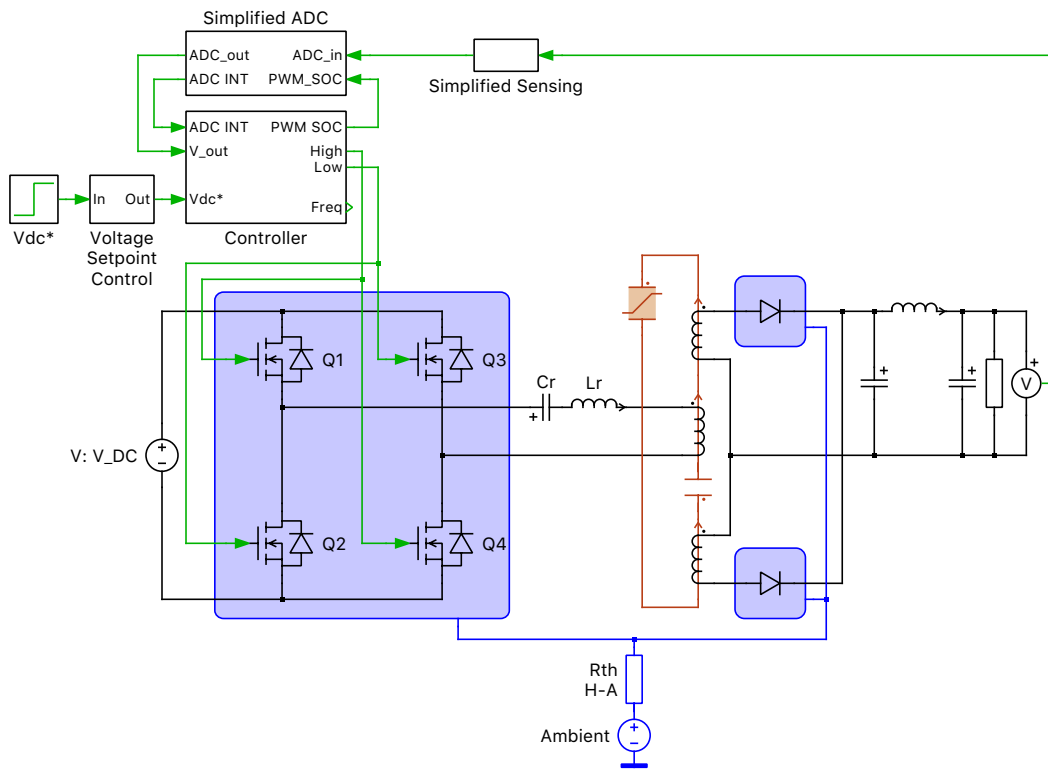 Simplified ADC
ADC_out
ADC_in
ADC INT
PWM_SOC
Simplified Sensing
ADC INT
PWM SOC
V_out
High
Low
Vdc*
Freq
Controller
In
Out
Vdc*
Voltage
Setpoint
Control
Q1
Q3
Cr
Lr
V
V: V_DC
Q2
Q4
Rth
H-A
Ambient